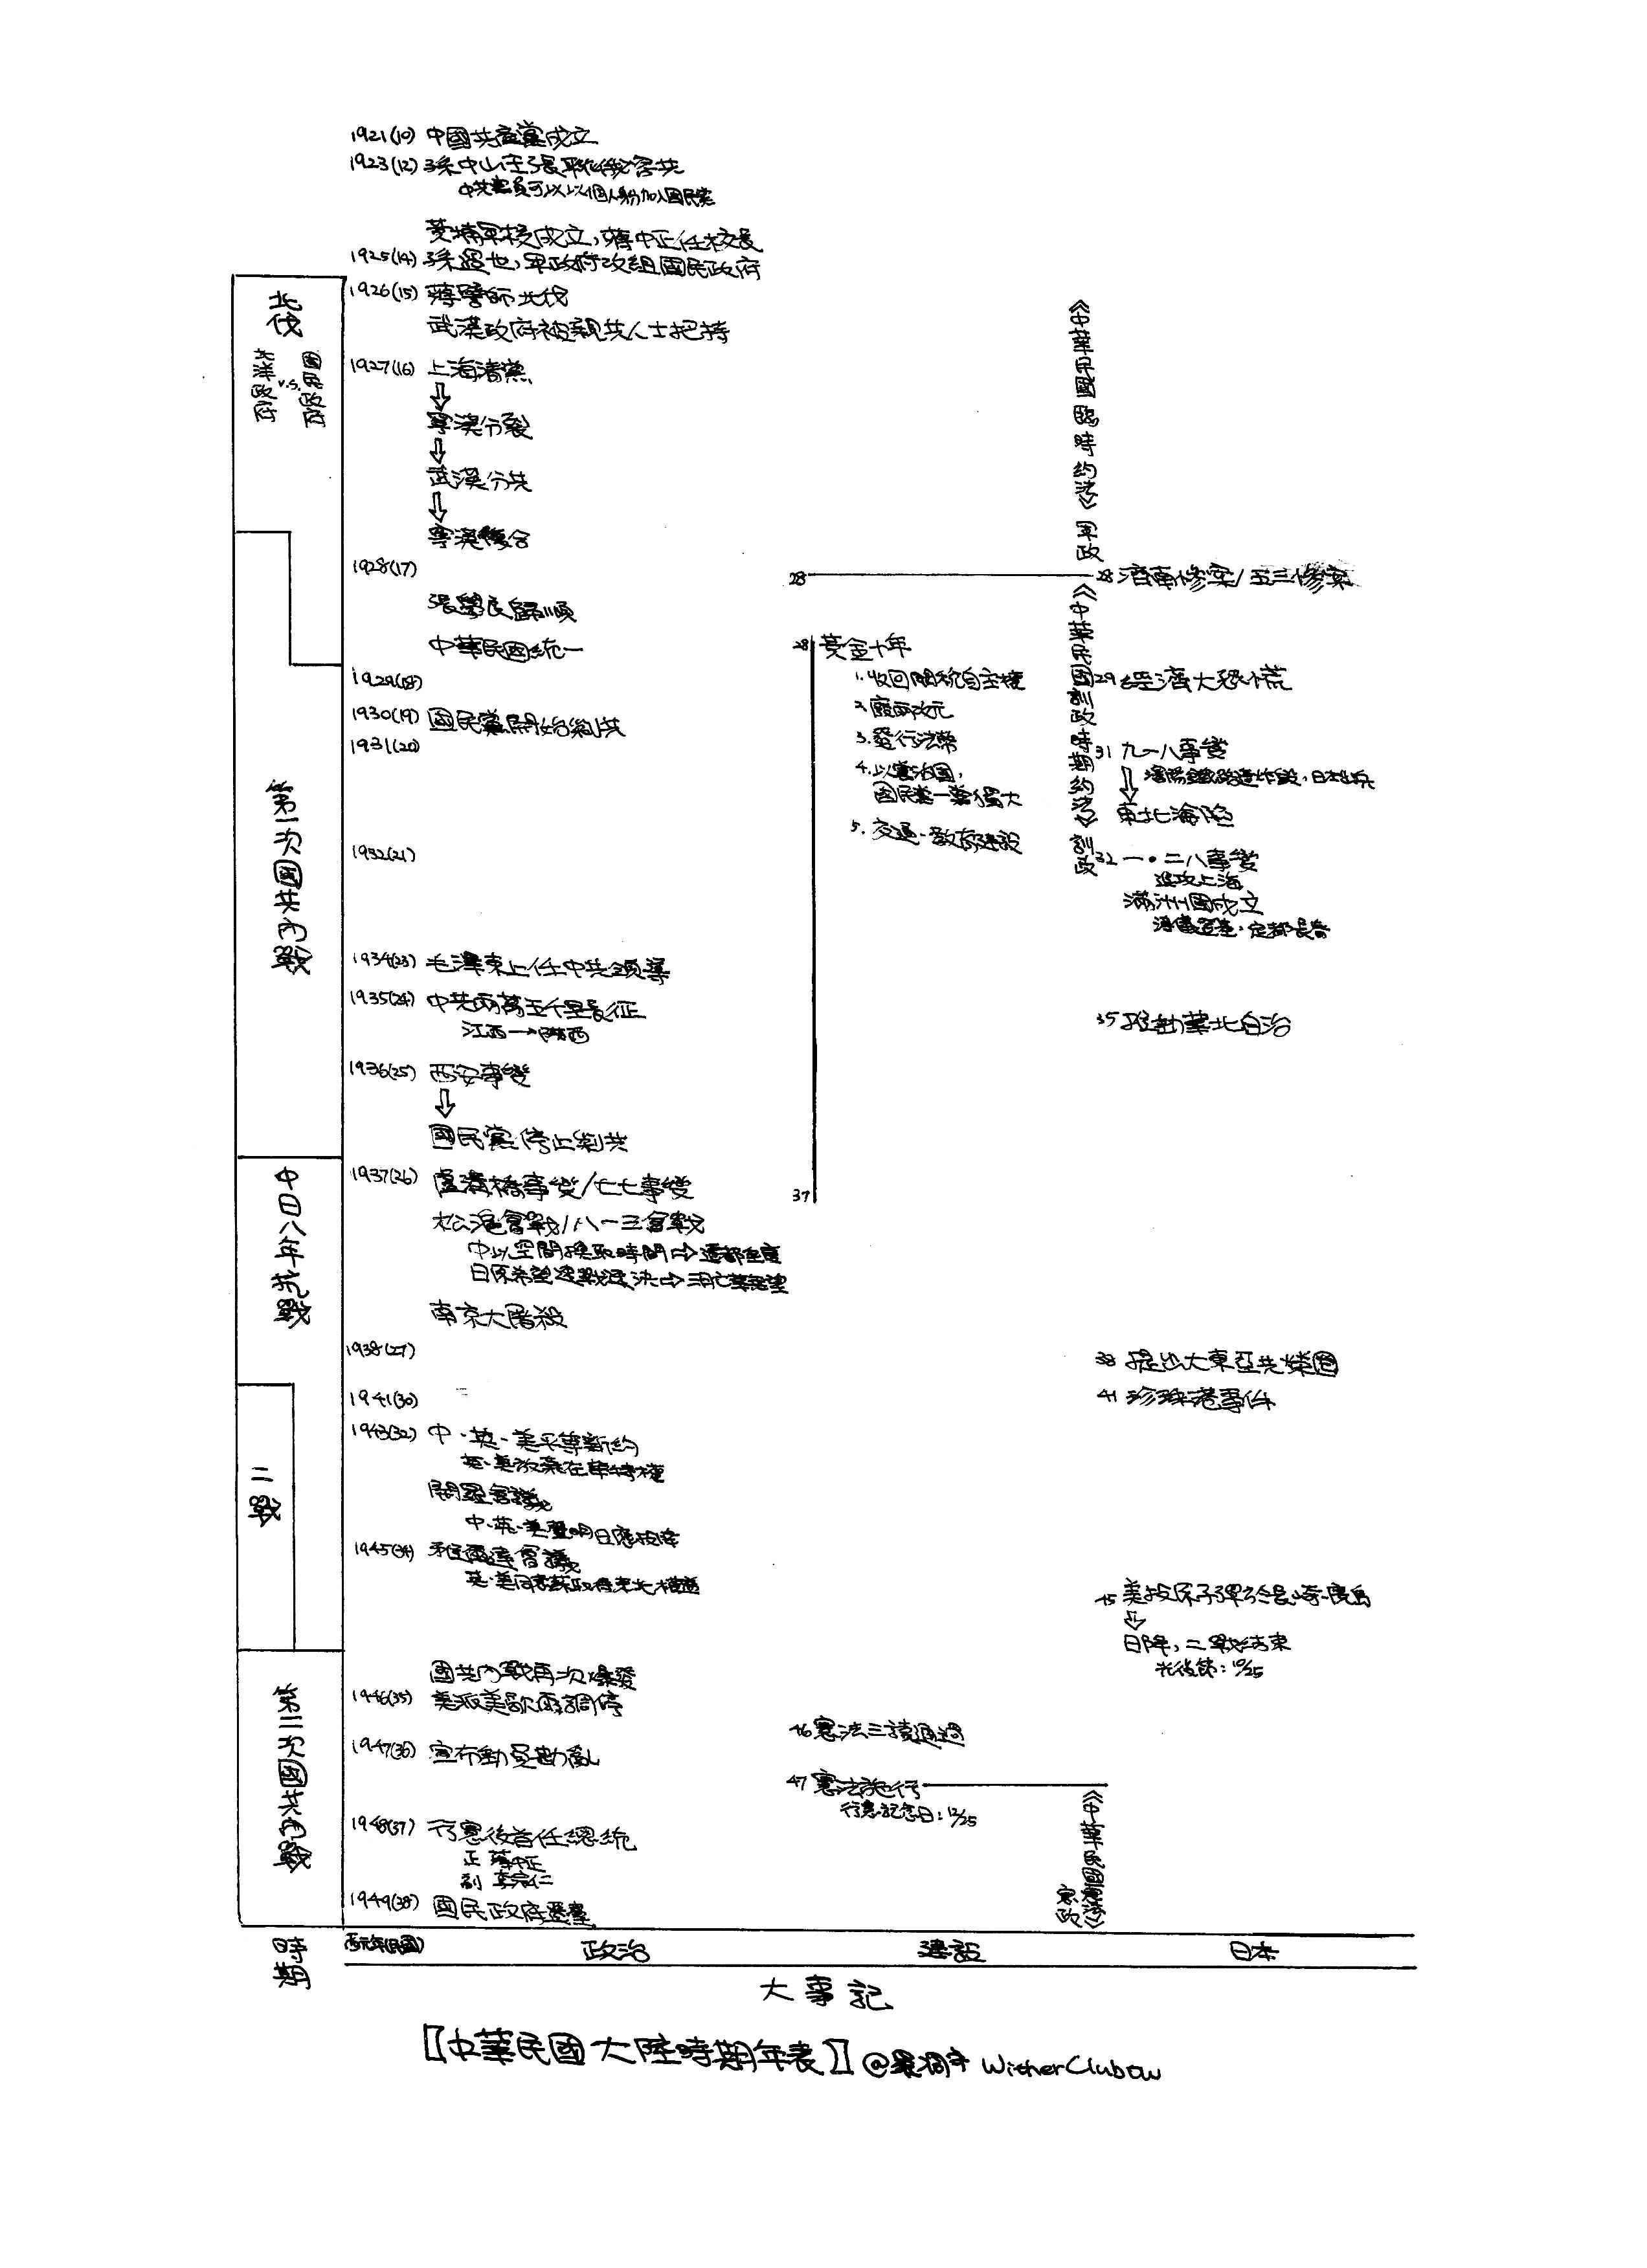 1921(10) 中國共產黨成立
1923(12) 孫中山主張聯俄容共
中共黨員可以以個人身分加入國民黨
黃埔軍校成立,蔣中正任校長
1925(14) 孫逝世,軍政府改組國民政府
北伐
國民政府
v.s.
北洋政府
1926(15) 蔣誓師北伐
武漢政府被親共人士把持
1927(16) 上海清黨
⇩
寧漢分裂
⇩
武漢分共
⇩
寧漢復合
《中華民國臨時約法》軍政
1928(17)
28
28 濟南慘案/五三慘案
張學良歸順
中華民國統一
28 黃金十年
1. 收回關稅自主權
2. 廢兩改元
3. 發行法幣
4. 以黨治國,
國民黨一黨獨大
5. 交通、教育建設
37
《中華民國訓政時期約法》訓政
第一次國共內戰
1929(18)
29 經濟大恐慌
1930(19) 國民黨開始剿共
1931(20)
31 九一八事變
⇩ 瀋陽鐵路遭炸毀,日本出兵
東北淪陷
1932(21)
32 一·二八事變
進攻上海
滿洲國成立
溥儀登基·定都長春
1934(23) 毛澤東上任中共領導
1935(24) 中共兩萬五千里長征
江西→陝西
35 推動華北自治
1936(25) 西安事變
⇩
國民黨停止剿共
中日八年抗戰
1937(26) 盧溝橋事變/七七事變
松滬會戰/八一三會戰
中以空間換取時間⇨遷都重慶
日原希望速戰速決⇨三月亡華無望
南京大屠殺
1938(27)
38 提出大東亞共榮圈
二戰
1941(30)
41 珍珠港事件
1943(32) 中·英·美平等新約
英·美放棄在華特權
開羅會議
中·英·美聲明日應投降
1945(34) 雅爾達會議
英·美同意蘇取得東北權益
45 美投原子彈於長崎·廣島
⇩
日降,二戰結束
光復節:10/25
第二次國共內戰
國共內戰再次爆發
1946(35) 美派馬歇爾調停
46 憲法三讀通過
1947(36) 宣布動員勘亂
47 憲法施行
行憲記念日:12/25
《中華民國憲法》
憲政
1948(37) 行憲後首任總統
正 蔣中正
副 李宗仁
1949(38) 國民政府遷臺
時期
西元年(民國)
政治
建設
日本
大事記
〖中華民國大陸時期年表〗@ WitherClubtw